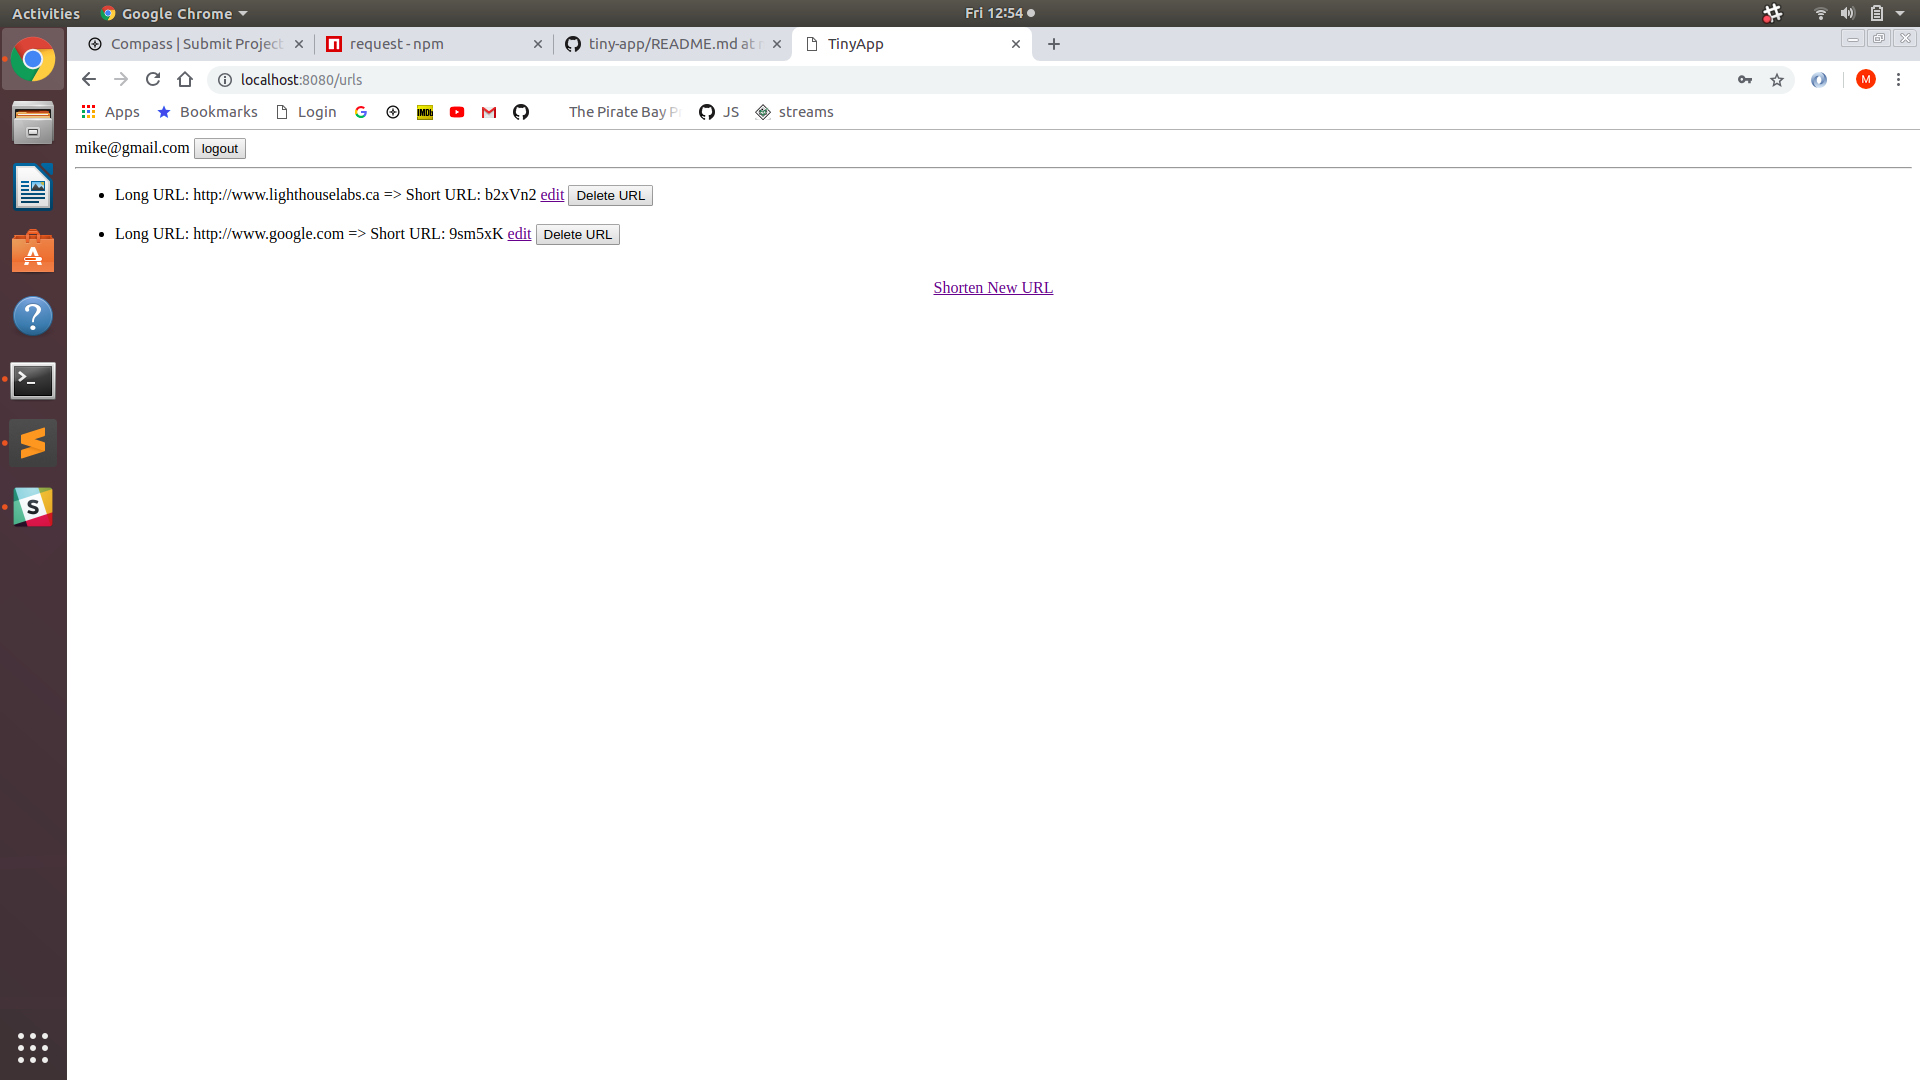 Activities Google Chrome Fri 12:54
Compass | Submit Project request - npm tiny-app/README.md at TinyApp
localhost:8080/urls M
Apps Bookmarks Login IMDb The Pirate Bay JS streams
mike@gmail.com logout
Long URL: http://www.lighthouselabs.ca => Short URL: b2xVn2 edit Delete URL
Long URL: http://www.google.com => Short URL: 9sm5xK edit Delete URL
Shorten New URL